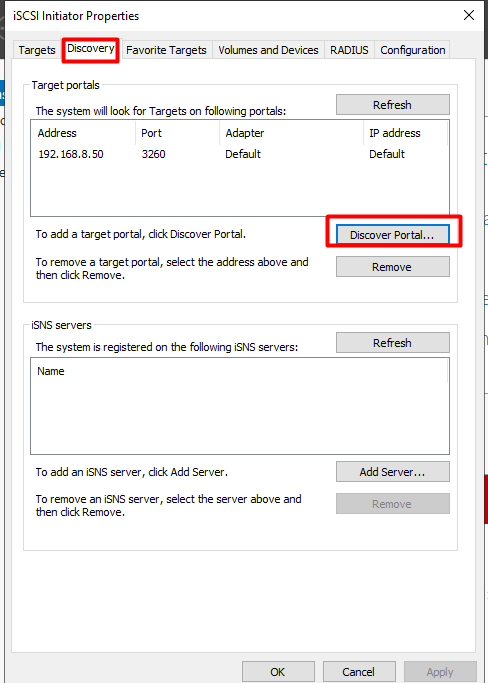 iSCSI Initiator Properties
Targets Discovery Favorite Targets Volumes and Devices RADIUS Configuration
Target portals
The system will look for Targets on following portals: Refresh
Address Port Adapter IP address
192.168.8.50 3260 Default Default
To add a target portal, click Discover Portal. Discover Portal...
To remove a target portal, select the address above and
then click Remove.
Remove
iSNS servers
The system is registered on the following iSNS servers: Refresh
Name
To add an iSNS server, click Add Server. Add Server...
To remove an iSNS server, select the server above and
then click Remove.
Remove
OK Cancel Apply